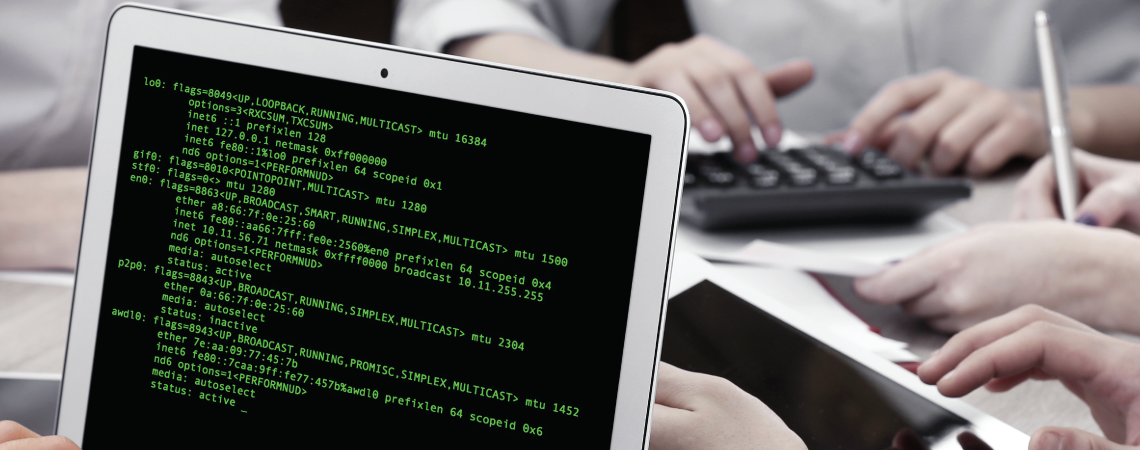 lo0: flags=8049<UP,LOOPBACK,RUNNING,MULTICAST> mtu 16384
options=3<RXCSUM,TXCSUM>
inet6 ::1 prefixlen 128
inet 127.0.0.1 netmask 0xff000000
inet6 fe80::1%lo0 prefixlen 64 scopeid 0x1
nd6 options=1<PERFORMNUD>
gif0: flags=8010<POINTOPOINT,MULTICAST> mtu 1280
stf0: flags=0<> mtu 1280
en0: flags=8863<UP,BROADCAST,SMART,RUNNING,SIMPLEX,MULTICAST> mtu 1500
ether a8:66:7f:0e:25:60
inet6 fe80::aa66:7fff:fe0e:2560%en0 prefixlen 64 scopeid 0x4
inet 10.11.56.71 netmask 0xffff0000 broadcast 10.11.255.255
nd6 options=1<PERFORMNUD>
media: autoselect
status: active
p2p0: flags=8843<UP,BROADCAST,RUNNING,SIMPLEX,MULTICAST> mtu 2304
ether 0a:66:7f:0e:25:60
media: autoselect
status: inactive
awdl0: flags=8943<UP,BROADCAST,RUNNING,PROMISC,SIMPLEX,MULTICAST> mtu 1452
ether 7e:aa:09:77:45:7b
inet6 fe80::7caa:9ff:fe77:457b%awdl0 prefixlen 64 scopeid 0x6
nd6 options=1<PERFORMNUD>
media: autoselect
status: active _